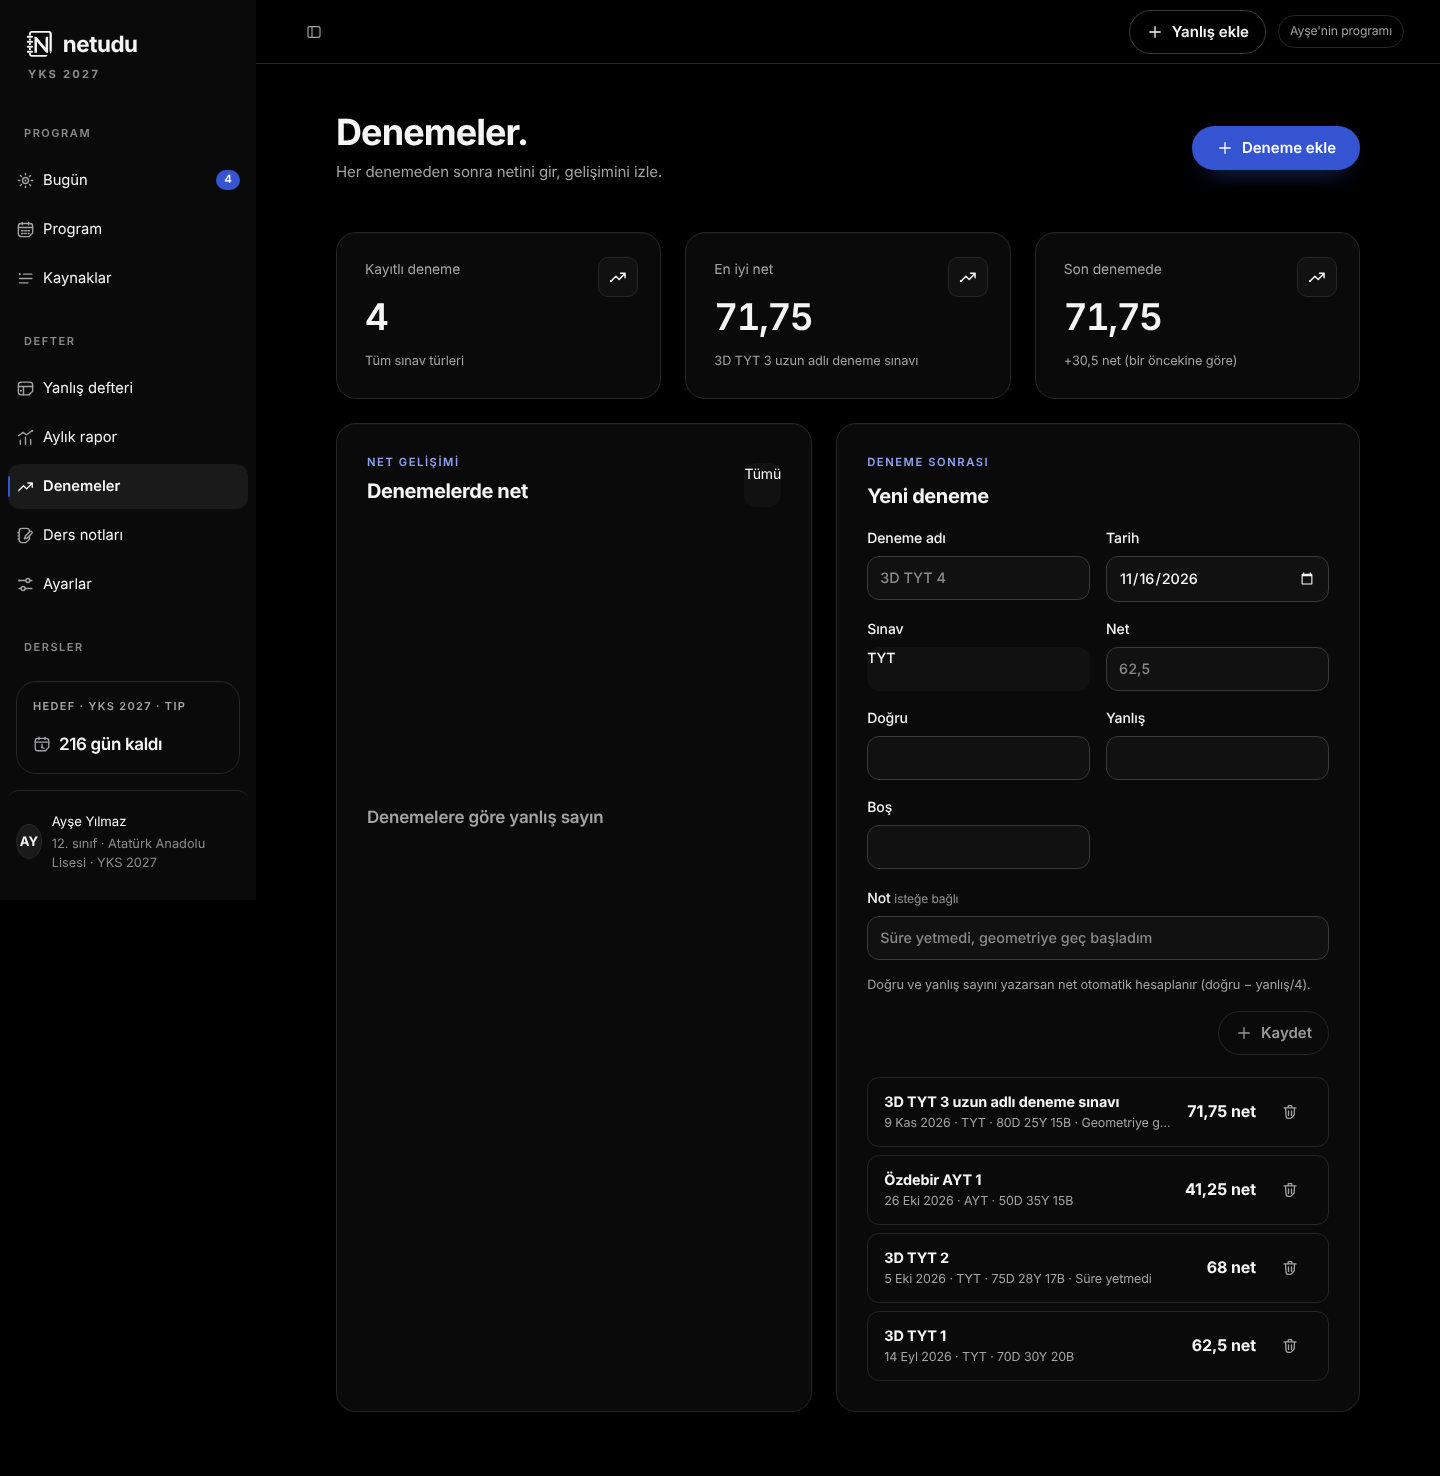 netudu
YKS 2027
PROGRAM
Bugün
4
Program
Kaynaklar
DEFTER
Yanlış defteri
Aylık rapor
Denemeler
Ders notları
Ayarlar
DERSLER
HEDEF · YKS 2027 · TIP
216 gün kaldı
AY
Ayşe Yılmaz
12. sınıf · Atatürk Anadolu
Lisesi · YKS 2027
Yanlış ekle
Ayşe'nin programı
Denemeler.
Her denemeden sonra netini gir, gelişimini izle.
Deneme ekle
Kayıtlı deneme
4
Tüm sınav türleri
En iyi net
71,75
3D TYT 3 uzun adlı deneme sınavı
Son denemede
71,75
+30,5 net (bir öncekine göre)
NET GELİŞİMİ
Denemelerde net
Tümü
Denemelere göre yanlış sayın
DENEME SONRASI
Yeni deneme
Deneme adı
3D TYT 4
Tarih
11/16/2026
Sınav
TYT
Net
62,5
Doğru
Yanlış
Boş
Not isteğe bağlı
Süre yetmedi, geometriye geç başladım
Doğru ve yanlış sayını yazarsan net otomatik hesaplanır (doğru − yanlış/4).
Kaydet
3D TYT 3 uzun adlı deneme sınavı
9 Kas 2026 · TYT · 80D 25Y 15B · Geometriye g...
71,75 net
Özdebir AYT 1
26 Eki 2026 · AYT · 50D 35Y 15B
41,25 net
3D TYT 2
5 Eki 2026 · TYT · 75D 28Y 17B · Süre yetmedi
68 net
3D TYT 1
14 Eyl 2026 · TYT · 70D 30Y 20B
62,5 net